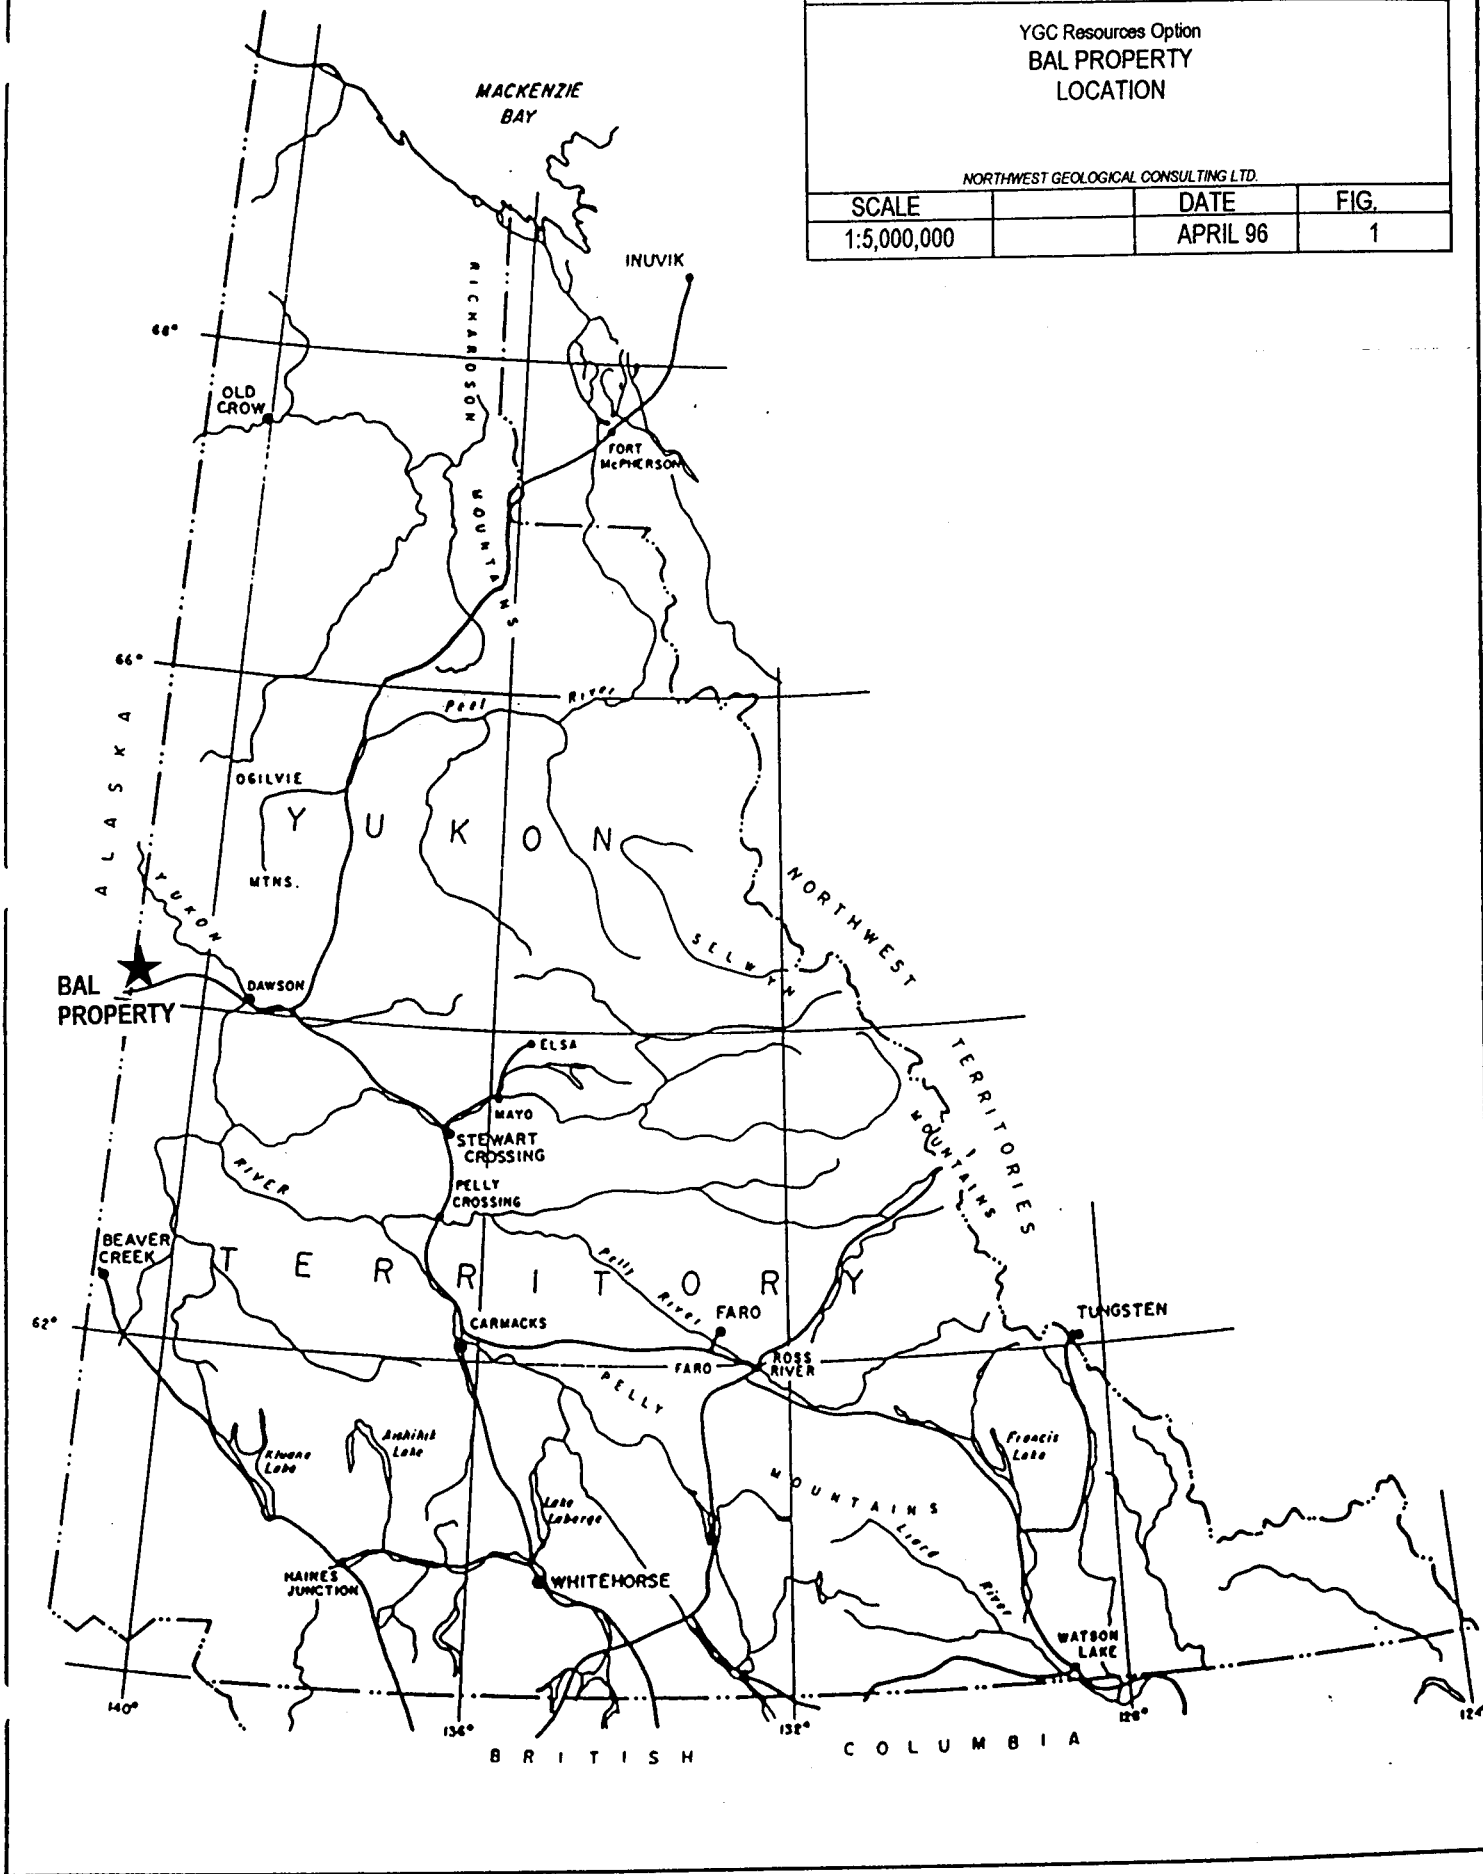 YGC Resources Option
BAL PROPERTY
LOCATION
NORTHWEST GEOLOGICAL CONSULTING LTD.
SCALE DATE FIG.
1:5,000,000 APRIL 96 1
MACKENZIE
BAY
INUVIK
RICHARDSON
MOUNTAINS
68°
OLD
CROW
FORT
McPHERSON
66°
Peel River
ALASKA
OGILVIE
MTNS.
YUKON
YUKON
NORTHWEST
TERRITORIES
SELWYN
MOUNTAINS
BAL
PROPERTY
DAWSON
ELSA
MAYO
STEWART
CROSSING
RIVER
PELLY
CROSSING
BEAVER
CREEK
TERRITORY
Pelly
River
FARO
TUNGSTEN
62°
CARMACKS
FARO
ROSS
RIVER
PELLY
MOUNTAINS
Kluane
Lake
Aishihik
Lake
Francis
Lake
Lake
Laberge
Liard
River
HAINES
JUNCTION
WHITEHORSE
WATSON
LAKE
140°
136°
132°
128°
124
BRITISH COLUMBIA